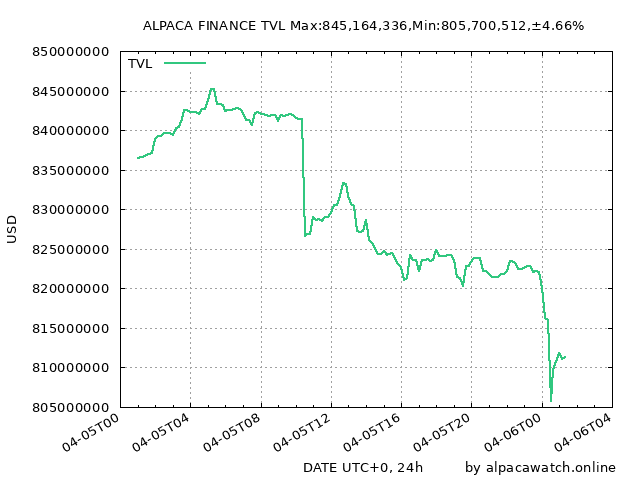 ALPACA FINANCE TVL Max:845,164,336,Min:805,700,512,±4.66%
850000000
TVL
845000000
840000000
835000000
830000000
USD
825000000
820000000
815000000
810000000
805000000
04-05T00 04-05T04 04-05T08 04-05T12 04-05T16 04-05T20 04-06T00 04-06T04
DATE UTC+0, 24h by alpacawatch.online